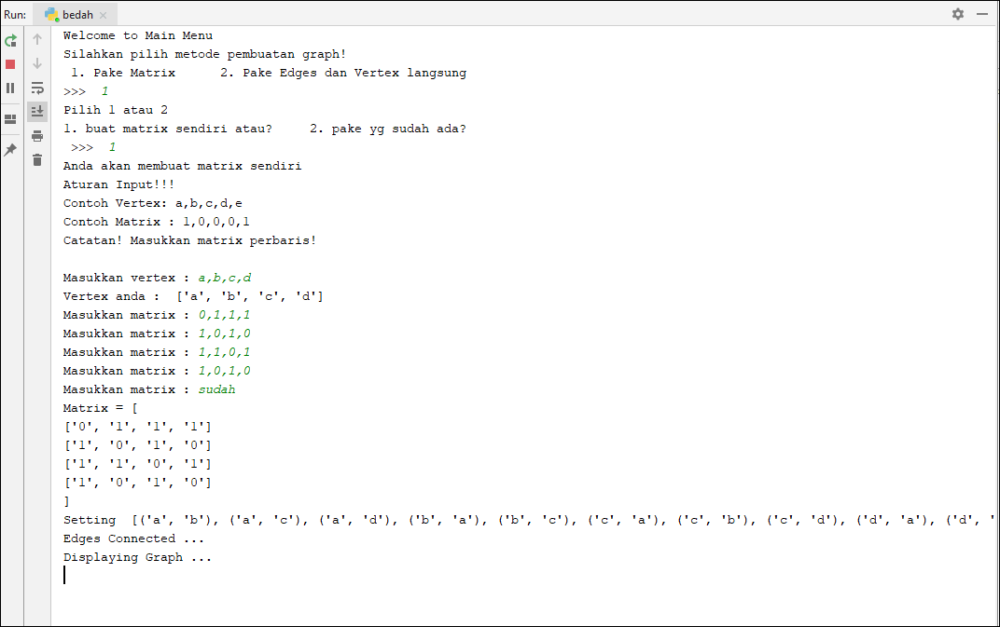 Run: bedah
Welcome to Main Menu
Silahkan pilih metode pembuatan graph!
1. Pake Matrix 2. Pake Edges dan Vertex langsung
>>> 1
Pilih 1 atau 2
1. buat matrix sendiri atau? 2. pake yg sudah ada?
>>> 1
Anda akan membuat matrix sendiri
Aturan Input!!!
Contoh Vertex: a,b,c,d,e
Contoh Matrix : 1,0,0,0,1
Catatan! Masukkan matrix perbaris!
Masukkan vertex : a,b,c,d
Vertex anda : ['a', 'b', 'c', 'd']
Masukkan matrix : 0,1,1,1
Masukkan matrix : 1,0,1,0
Masukkan matrix : 1,1,0,1
Masukkan matrix : 1,0,1,0
Masukkan matrix : sudah
Matrix = [
['0', '1', '1', '1']
['1', '0', '1', '0']
['1', '1', '0', '1']
['1', '0', '1', '0']
]
Setting [('a', 'b'), ('a', 'c'), ('a', 'd'), ('b', 'a'), ('b', 'c'), ('c', 'a'), ('c', 'b'), ('c', 'd'), ('d', 'a'), ('d', '
Edges Connected ...
Displaying Graph ...